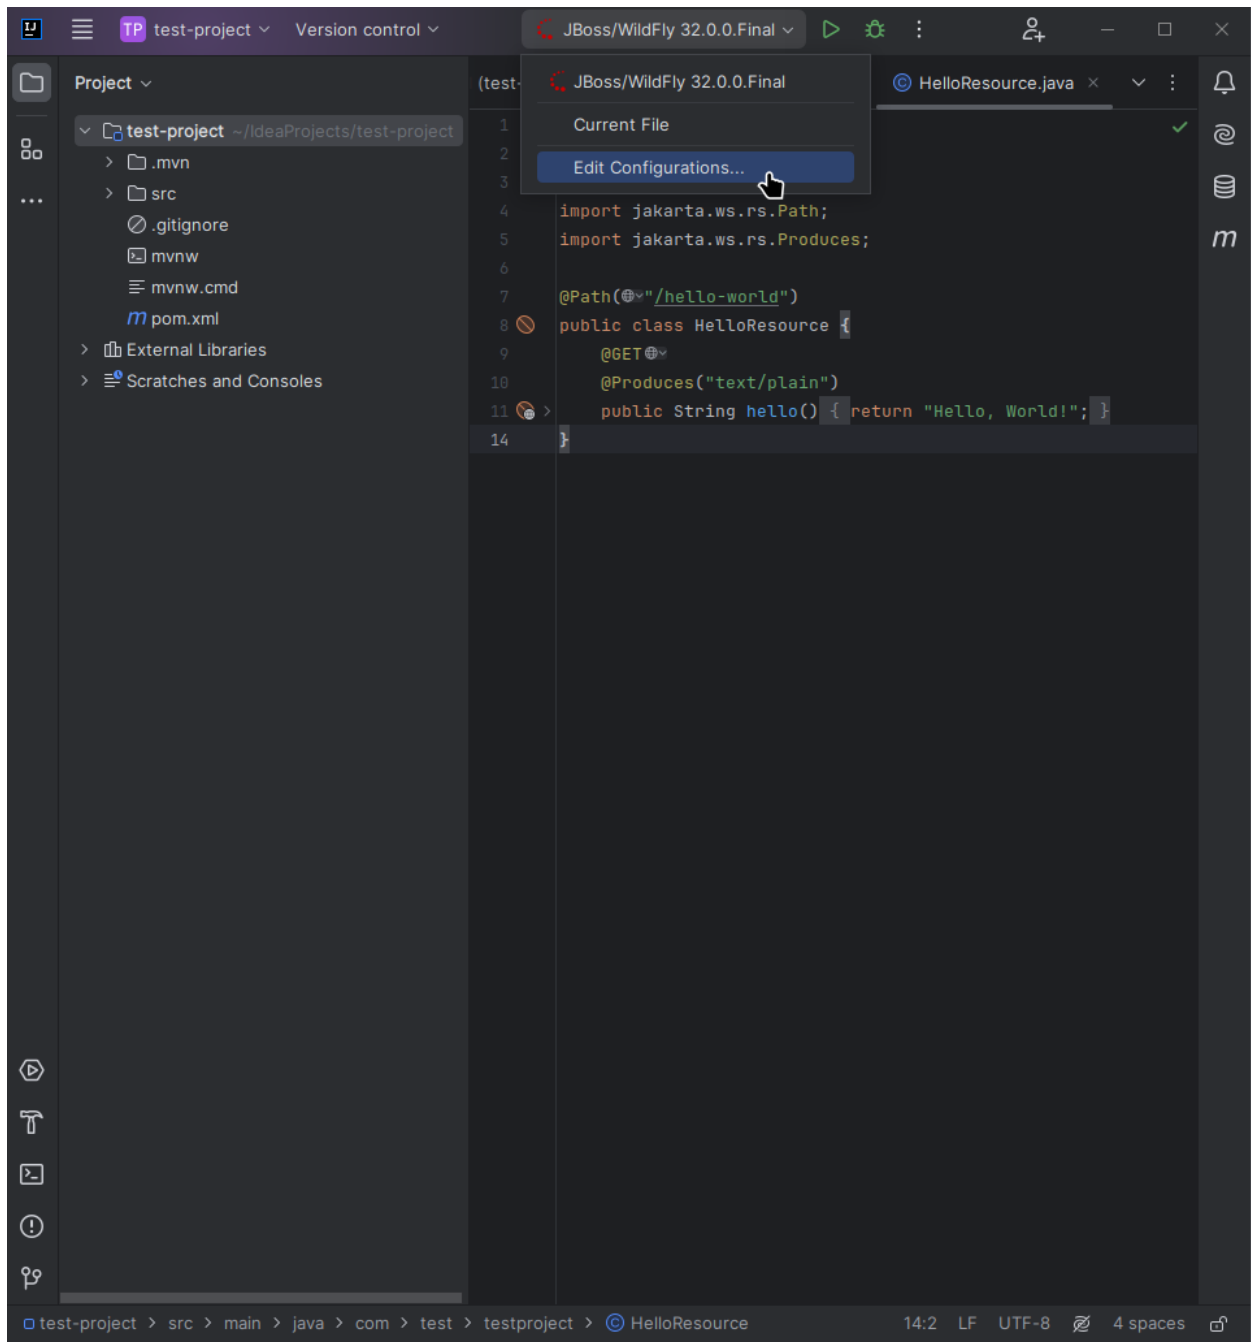 TP test-project Version control JBoss/WildFly 32.0.0.Final
Project (test- HelloResource.java
JBoss/WildFly 32.0.0.Final
Current File
Edit Configurations...
test-project ~/IdeaProjects/test-project
.mvn
src
.gitignore
mvnw
mvnw.cmd
m pom.xml
External Libraries
Scratches and Consoles
m
1
2
3
4 import jakarta.ws.rs.Path;
5 import jakarta.ws.rs.Produces;
6
7 @Path("/hello-world")
8 public class HelloResource {
9 @GET
10 @Produces("text/plain")
11 public String hello() { return "Hello, World!"; }
14 }
test-project > src > main > java > com > test > testproject > HelloResource 14:2 LF UTF-8 4 spaces